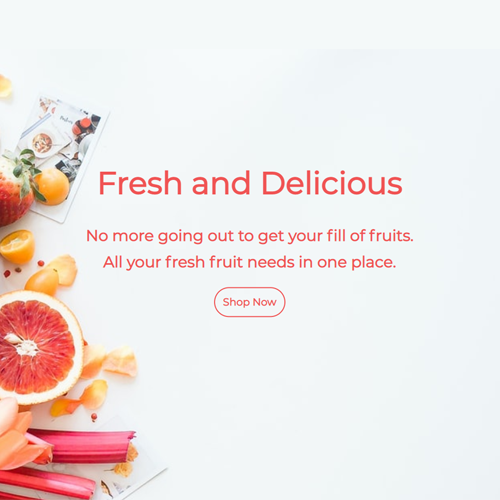 Fresh and Delicious
No more going out to get your fill of fruits.
All your fresh fruit needs in one place.
Shop Now